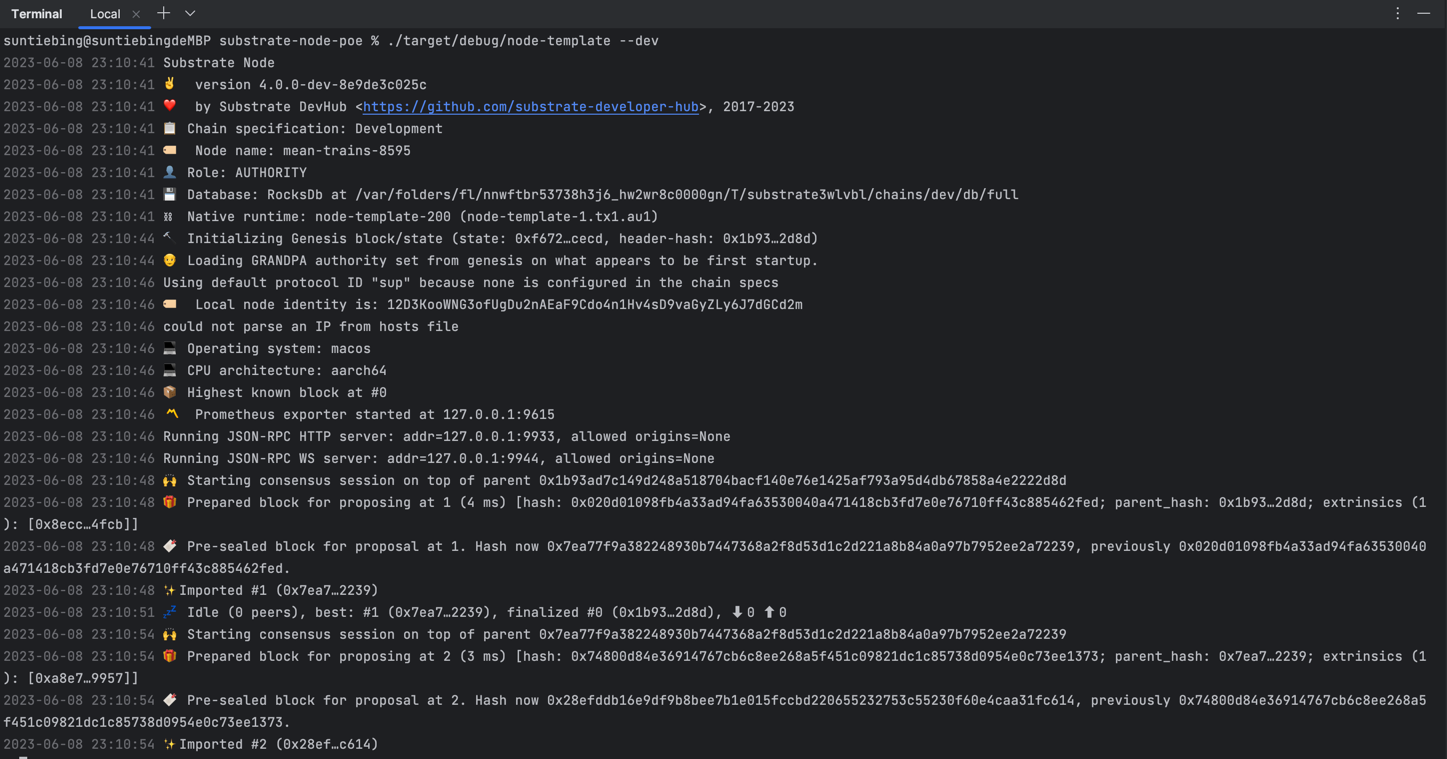 Terminal Local
suntiebing@suntiebingdeMBP substrate-node-poe % ./target/debug/node-template --dev
2023-06-08 23:10:41 Substrate Node
2023-06-08 23:10:41 ✌️ version 4.0.0-dev-8e9de3c025c
2023-06-08 23:10:41 ❤️ by Substrate DevHub <https://github.com/substrate-developer-hub>, 2017-2023
2023-06-08 23:10:41 📋 Chain specification: Development
2023-06-08 23:10:41 🏷 Node name: mean-trains-8595
2023-06-08 23:10:41 👤 Role: AUTHORITY
2023-06-08 23:10:41 💾 Database: RocksDb at /var/folders/fl/nnwftbr53738h3j6_hw2wr8c0000gn/T/substrate3wlvbl/chains/dev/db/full
2023-06-08 23:10:41 ⛓ Native runtime: node-template-200 (node-template-1.tx1.au1)
2023-06-08 23:10:44 🔨 Initializing Genesis block/state (state: 0xf672…cecd, header-hash: 0x1b93…2d8d)
2023-06-08 23:10:44 👴 Loading GRANDPA authority set from genesis on what appears to be first startup.
2023-06-08 23:10:46 Using default protocol ID "sup" because none is configured in the chain specs
2023-06-08 23:10:46 🏷 Local node identity is: 12D3KooWNG3ofUgDu2nAEaF9Cdo4n1Hv4sD9vaGyZLy6J7dGCd2m
2023-06-08 23:10:46 could not parse an IP from hosts file
2023-06-08 23:10:46 💻 Operating system: macos
2023-06-08 23:10:46 💻 CPU architecture: aarch64
2023-06-08 23:10:46 📦 Highest known block at #0
2023-06-08 23:10:46 〽️ Prometheus exporter started at 127.0.0.1:9615
2023-06-08 23:10:46 Running JSON-RPC HTTP server: addr=127.0.0.1:9933, allowed origins=None
2023-06-08 23:10:46 Running JSON-RPC WS server: addr=127.0.0.1:9944, allowed origins=None
2023-06-08 23:10:48 🙌 Starting consensus session on top of parent 0x1b93ad7c149d248a518704bacf140e76e1425af793a95d4db67858a4e2222d8d
2023-06-08 23:10:48 🎁 Prepared block for proposing at 1 (4 ms) [hash: 0x020d01098fb4a33ad94fa63530040a471418cb3fd7e0e76710ff43c885462fed; parent_hash: 0x1b93…2d8d; extrinsics (1
): [0x8ecc…4fcb]]
2023-06-08 23:10:48 🔖 Pre-sealed block for proposal at 1. Hash now 0x7ea77f9a382248930b7447368a2f8d53d1c2d221a8b84a0a97b7952ee2a72239, previously 0x020d01098fb4a33ad94fa63530040
a471418cb3fd7e0e76710ff43c885462fed.
2023-06-08 23:10:48 ✨ Imported #1 (0x7ea7…2239)
2023-06-08 23:10:51 💤 Idle (0 peers), best: #1 (0x7ea7…2239), finalized #0 (0x1b93…2d8d), ⬇ 0 ⬆ 0
2023-06-08 23:10:54 🙌 Starting consensus session on top of parent 0x7ea77f9a382248930b7447368a2f8d53d1c2d221a8b84a0a97b7952ee2a72239
2023-06-08 23:10:54 🎁 Prepared block for proposing at 2 (3 ms) [hash: 0x74800d84e36914767cb6c8ee268a5f451c09821dc1c85738d0954e0c73ee1373; parent_hash: 0x7ea7…2239; extrinsics (1
): [0xa8e7…9957]]
2023-06-08 23:10:54 🔖 Pre-sealed block for proposal at 2. Hash now 0x28efddb16e9df9b8bee7b1e015fccbd220655232753c55230f60e4caa31fc614, previously 0x74800d84e36914767cb6c8ee268a5
f451c09821dc1c85738d0954e0c73ee1373.
2023-06-08 23:10:54 ✨ Imported #2 (0x28ef…c614)